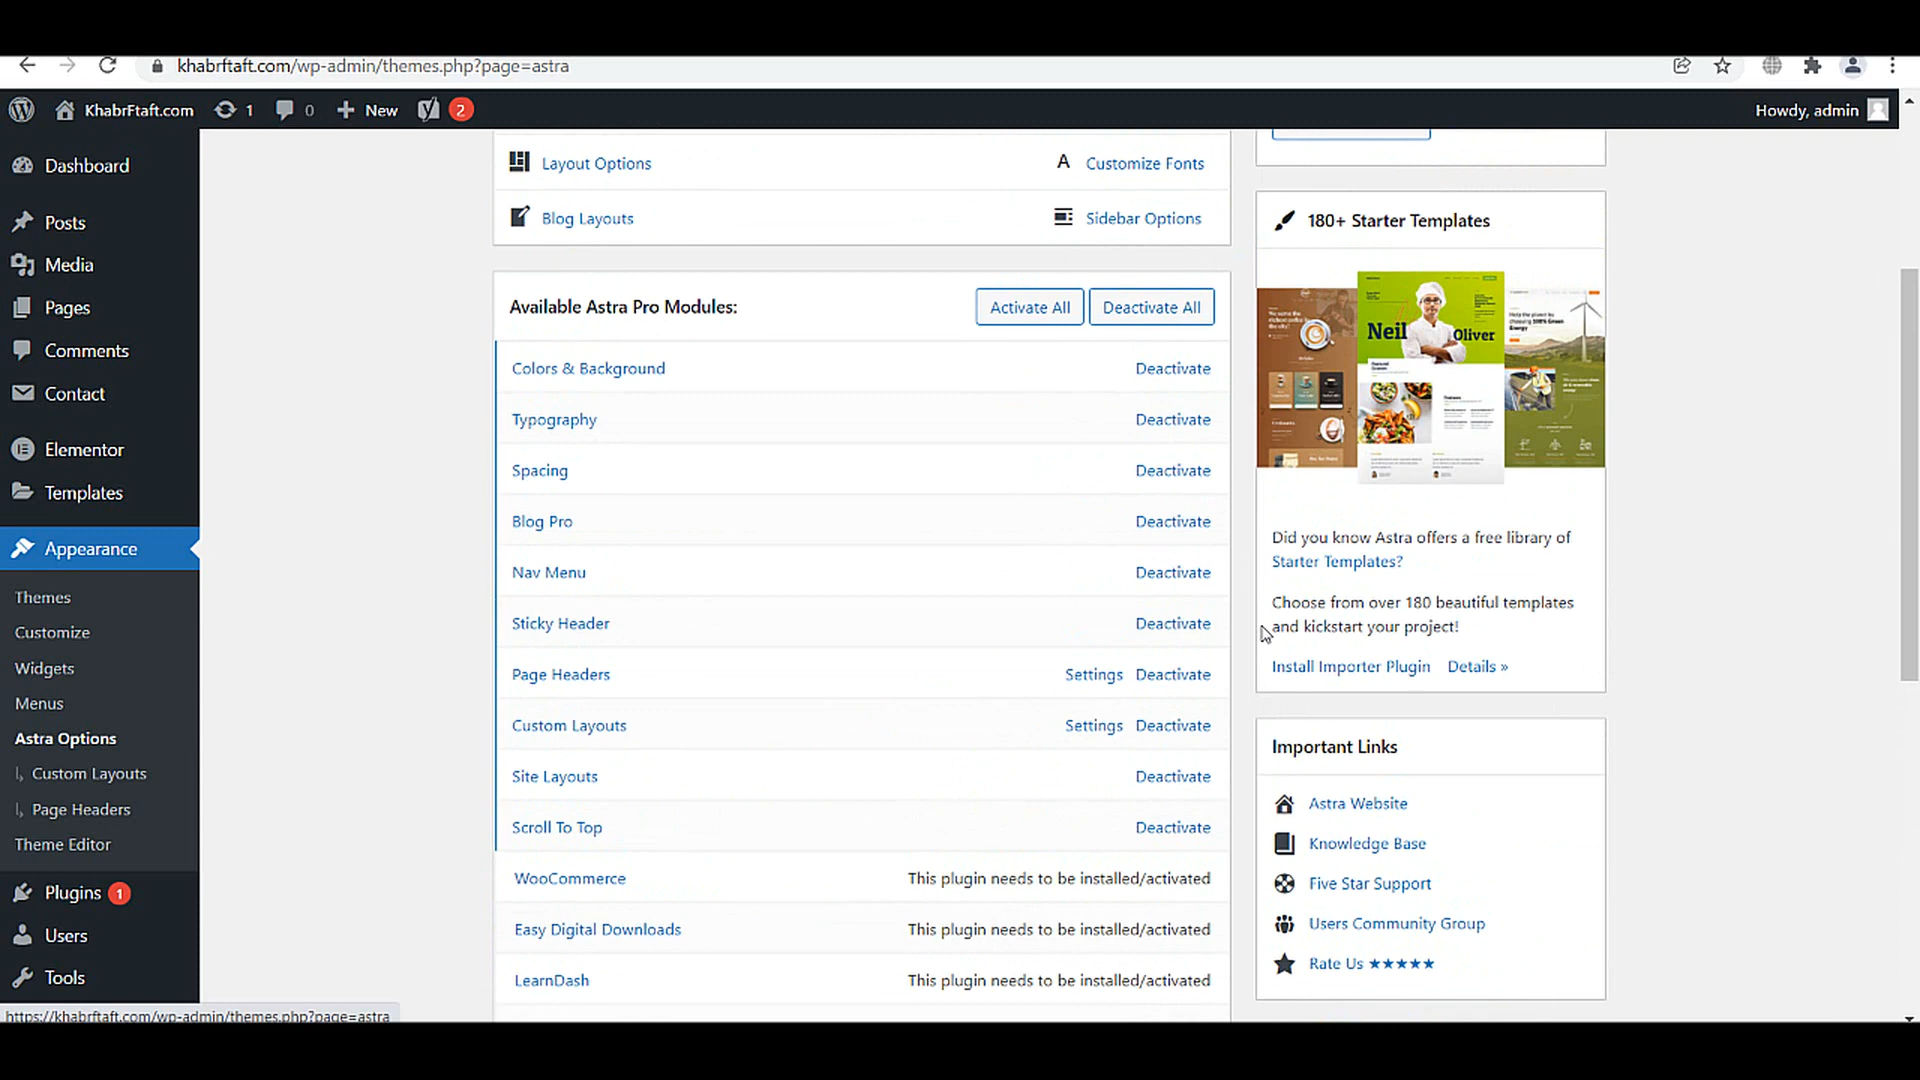 khabrftaft.com/wp-admin/themes.php?page=astra
KhabrFtaft.com 1 0 New 2 Howdy, admin
Dashboard
Posts
Media
Pages
Comments
Contact
Elementor
Templates
Appearance
Themes
Customize
Widgets
Menus
Astra Options
Custom Layouts
Page Headers
Theme Editor
Plugins 1
Users
Tools
https://khabrftaft.com/wp-admin/themes.php?page=astra
Layout Options A Customize Fonts
Blog Layouts Sidebar Options
Available Astra Pro Modules: Activate All Deactivate All
Colors & Background Deactivate
Typography Deactivate
Spacing Deactivate
Blog Pro Deactivate
Nav Menu Deactivate
Sticky Header Deactivate
Page Headers Settings Deactivate
Custom Layouts Settings Deactivate
Site Layouts Deactivate
Scroll To Top Deactivate
WooCommerce This plugin needs to be installed/activated
Easy Digital Downloads This plugin needs to be installed/activated
LearnDash This plugin needs to be installed/activated
180+ Starter Templates
Neil
Oliver
Did you know Astra offers a free library of
Starter Templates?
Choose from over 180 beautiful templates
and kickstart your project!
Install Importer Plugin Details »
Important Links
Astra Website
Knowledge Base
Five Star Support
Users Community Group
Rate Us ★★★★★